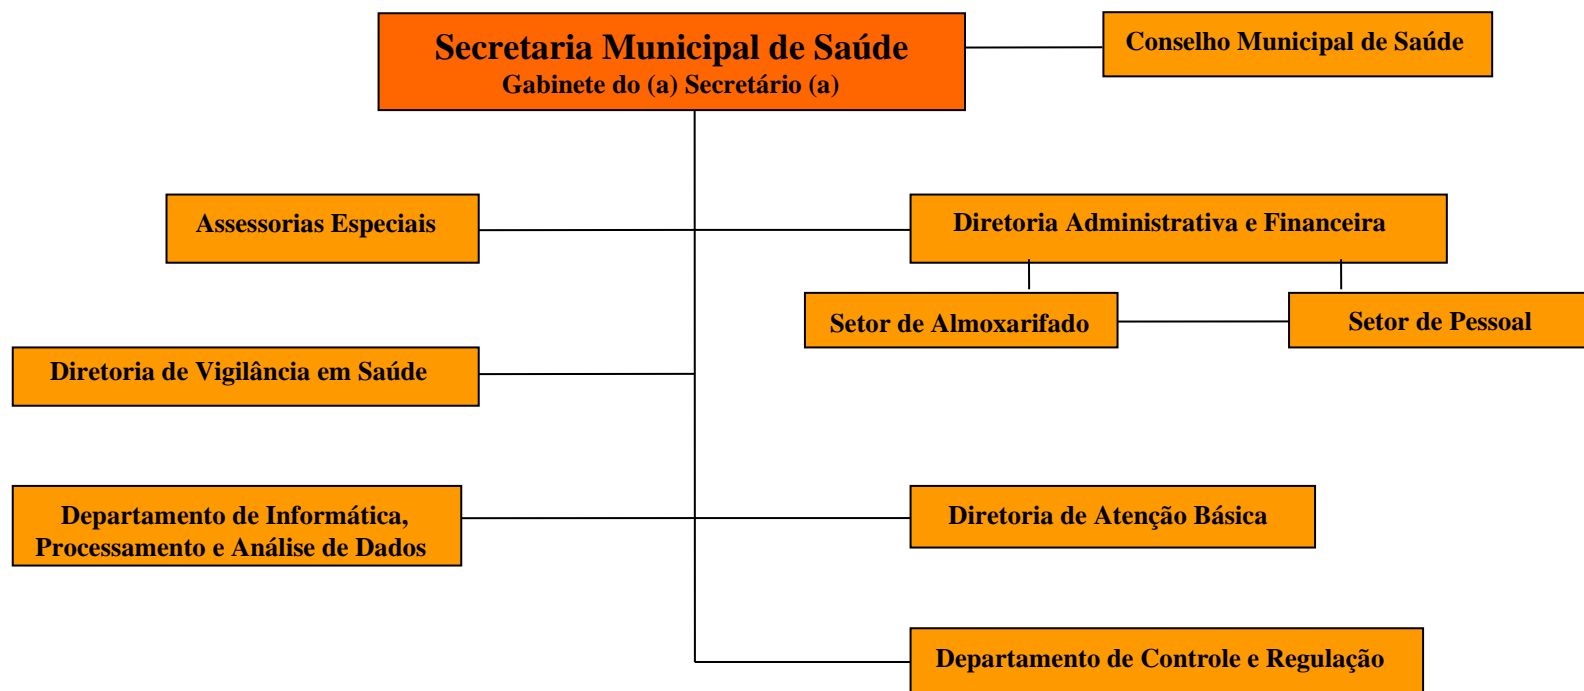 Secretaria Municipal de Saúde
Gabinete do (a) Secretário (a)
Conselho Municipal de Saúde
Assessorias Especiais
Diretoria Administrativa e Financeira
Setor de Almoxarifado
Setor de Pessoal
Diretoria de Vigilância em Saúde
Departamento de Informática,
Processamento e Análise de Dados
Diretoria de Atenção Básica
Departamento de Controle e Regulação